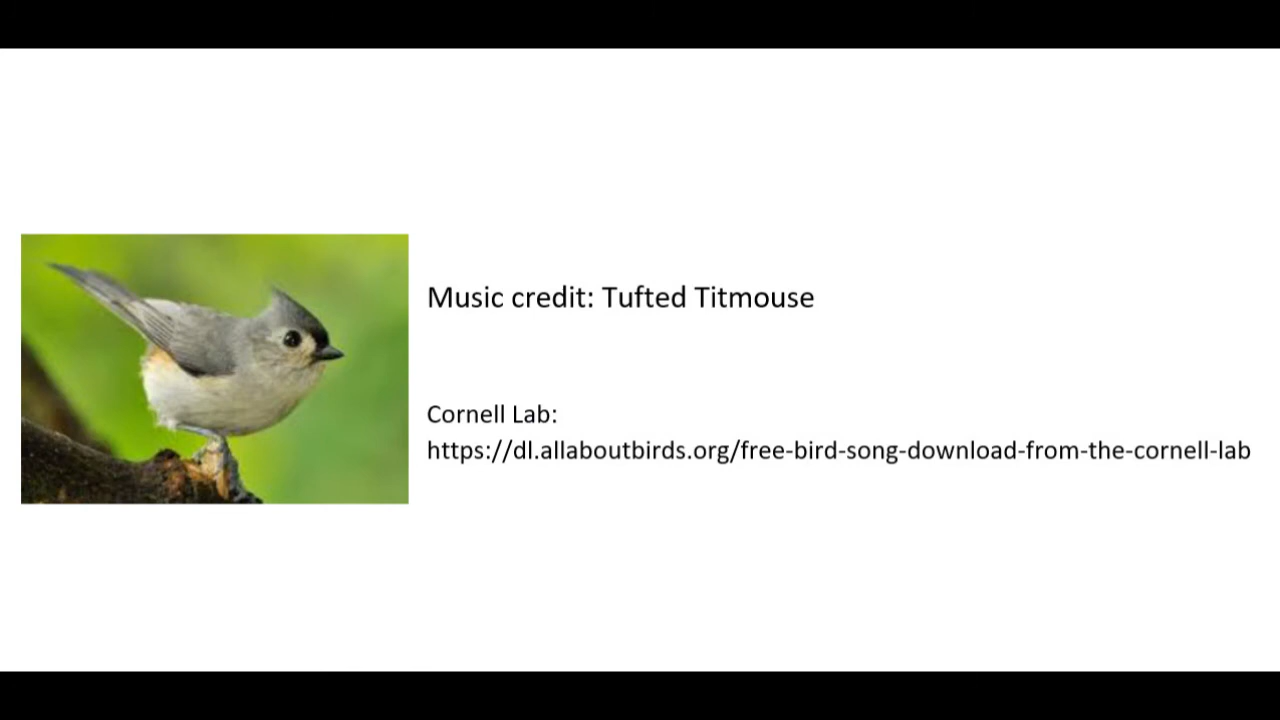 Music credit: Tufted Titmouse
Cornell Lab:
https://dl.allaboutbirds.org/free-bird-song-download-from-the-cornell-lab